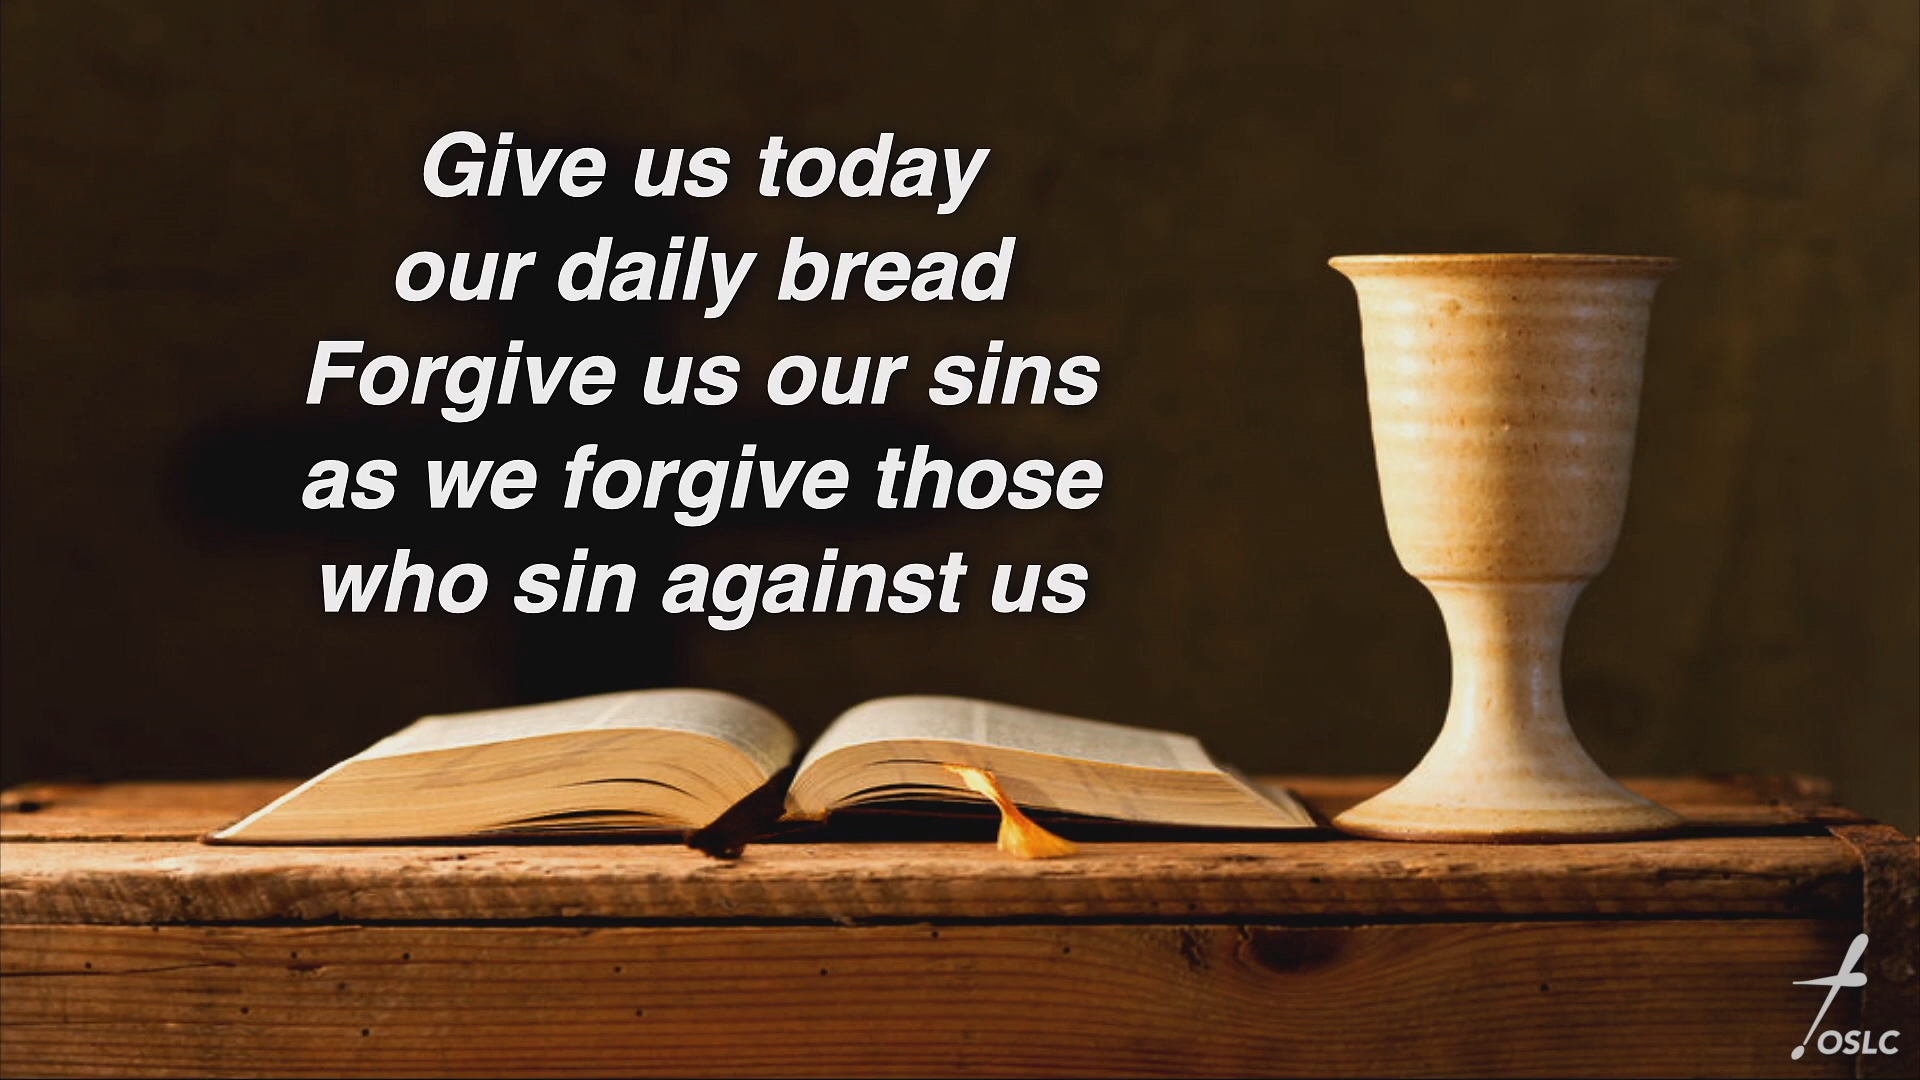 Give us today
our daily bread
Forgive us our sins
as we forgive those
who sin against us
OSLC